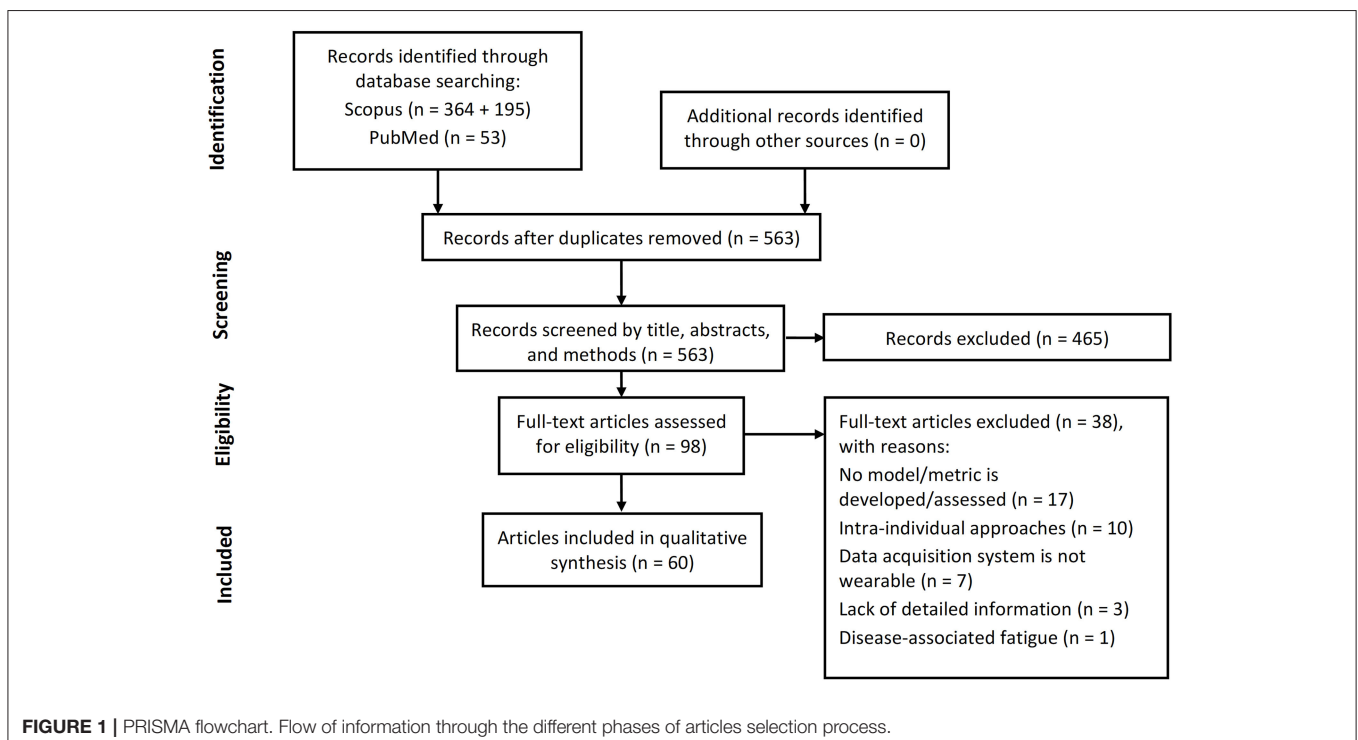 Identification
Records identified through
database searching:
Scopus (n = 364 + 195)
PubMed (n = 53)
Additional records identified
through other sources (n = 0)
Records after duplicates removed (n = 563)
Screening
Records screened by title, abstracts,
and methods (n = 563)
Records excluded (n = 465)
Eligibility
Full-text articles assessed
for eligibility (n = 98)
Full-text articles excluded (n = 38),
with reasons:
No model/metric is
developed/assessed (n = 17)
Intra-individual approaches (n = 10)
Data acquisition system is not
wearable (n = 7)
Lack of detailed information (n = 3)
Disease-associated fatigue (n = 1)
Included
Articles included in qualitative
synthesis (n = 60)
FIGURE 1 | PRISMA flowchart. Flow of information through the different phases of articles selection process.